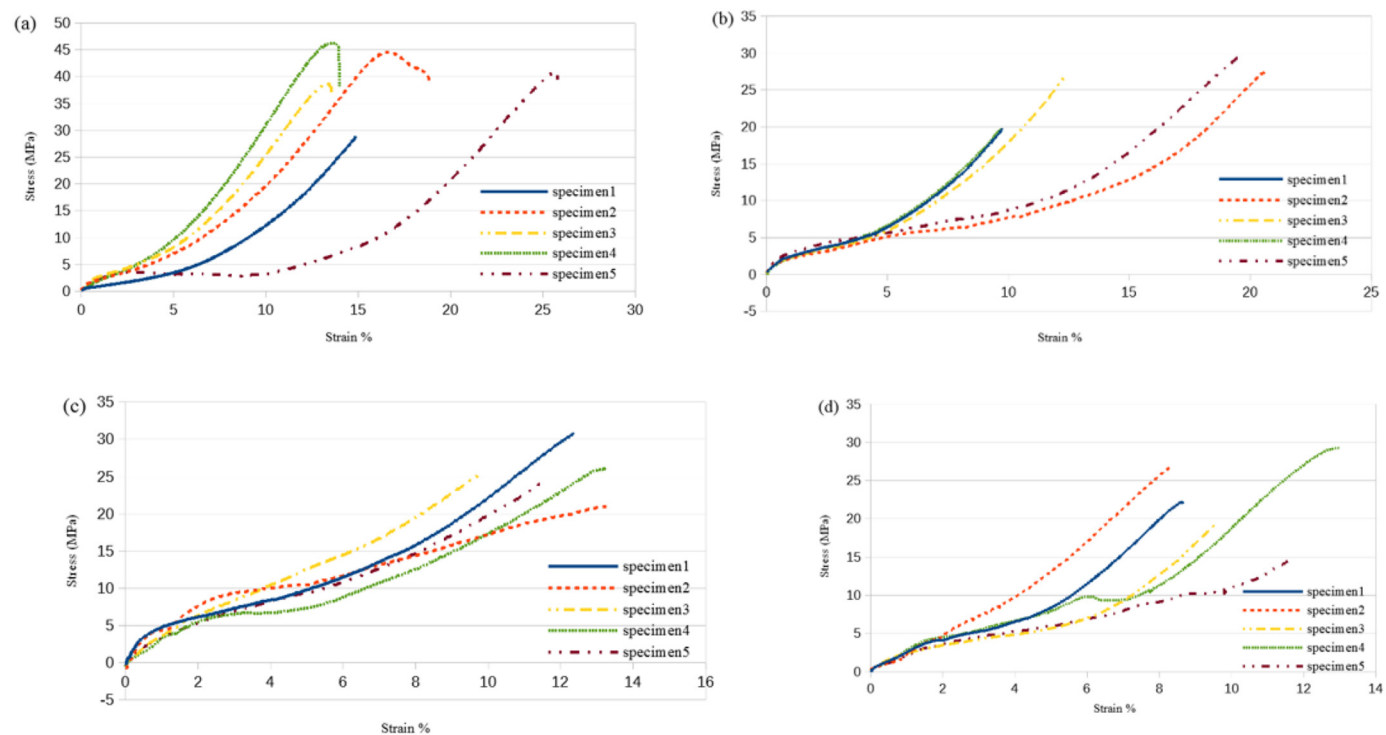 (a)
50
45
40
35
30
25
20
15
10
5
0
Stress (MPa)
0 5 10 15 20 25 30
Strain %
specimen1
specimen2
specimen3
specimen4
specimen5
(b)
35
30
25
20
15
10
5
0
-5
Stress (MPa)
0 5 10 15 20 25
Strain %
specimen1
specimen2
specimen3
specimen4
specimen5
(c)
35
30
25
20
15
10
5
0
-5
Stress (MPa)
0 2 4 6 8 10 12 14 16
Strain %
specimen1
specimen2
specimen3
specimen4
specimen5
(d)
35
30
25
20
15
10
5
0
Stress (MPa)
0 2 4 6 8 10 12 14
Strain %
specimen1
specimen2
specimen3
specimen4
specimen5